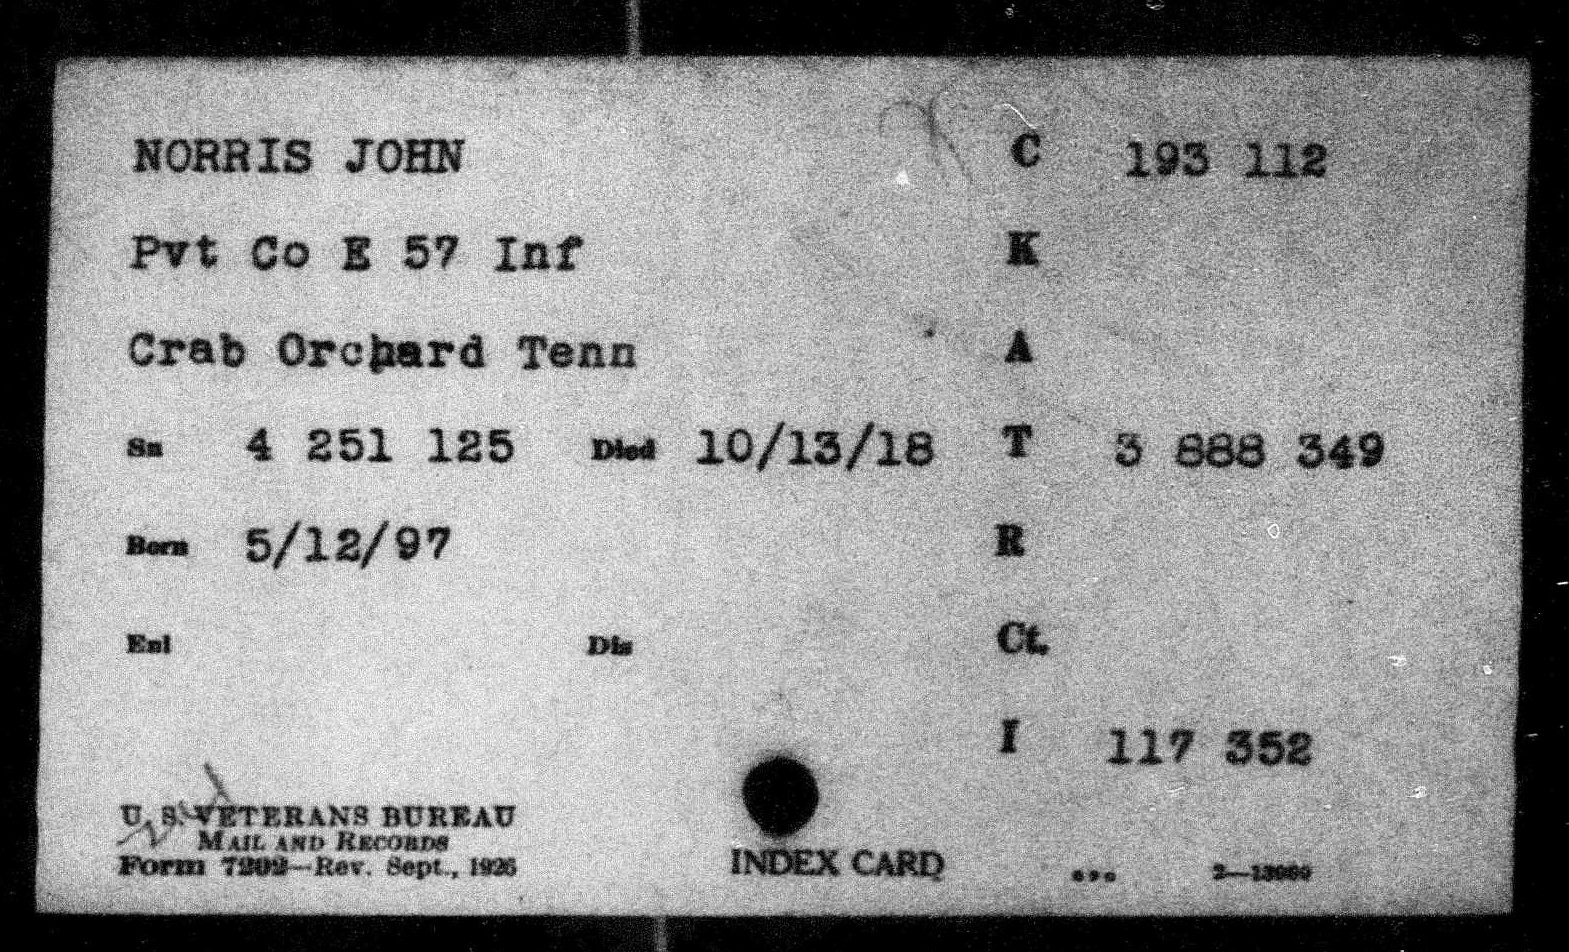 NORRIS JOHN C 193 112
Pvt Co E 57 Inf K
Crab Orchard Tenn A
Sn 4 251 125 Died 10/13/18 T 3 888 349
Born 5/12/97 R
Enl Dis Ct.
I 117 352
U. S. VETERANS BUREAU
MAIL AND RECORDS
Form 7202—Rev. Sept., 1926 INDEX CARD